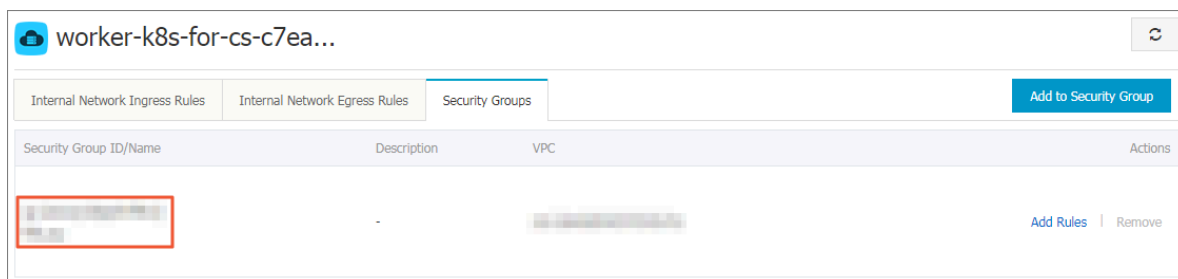 worker-k8s-for-cs-c7ea...
Internal Network Ingress Rules Internal Network Egress Rules Security Groups Add to Security Group
Security Group ID/Name Description VPC Actions
- Add Rules | Remove